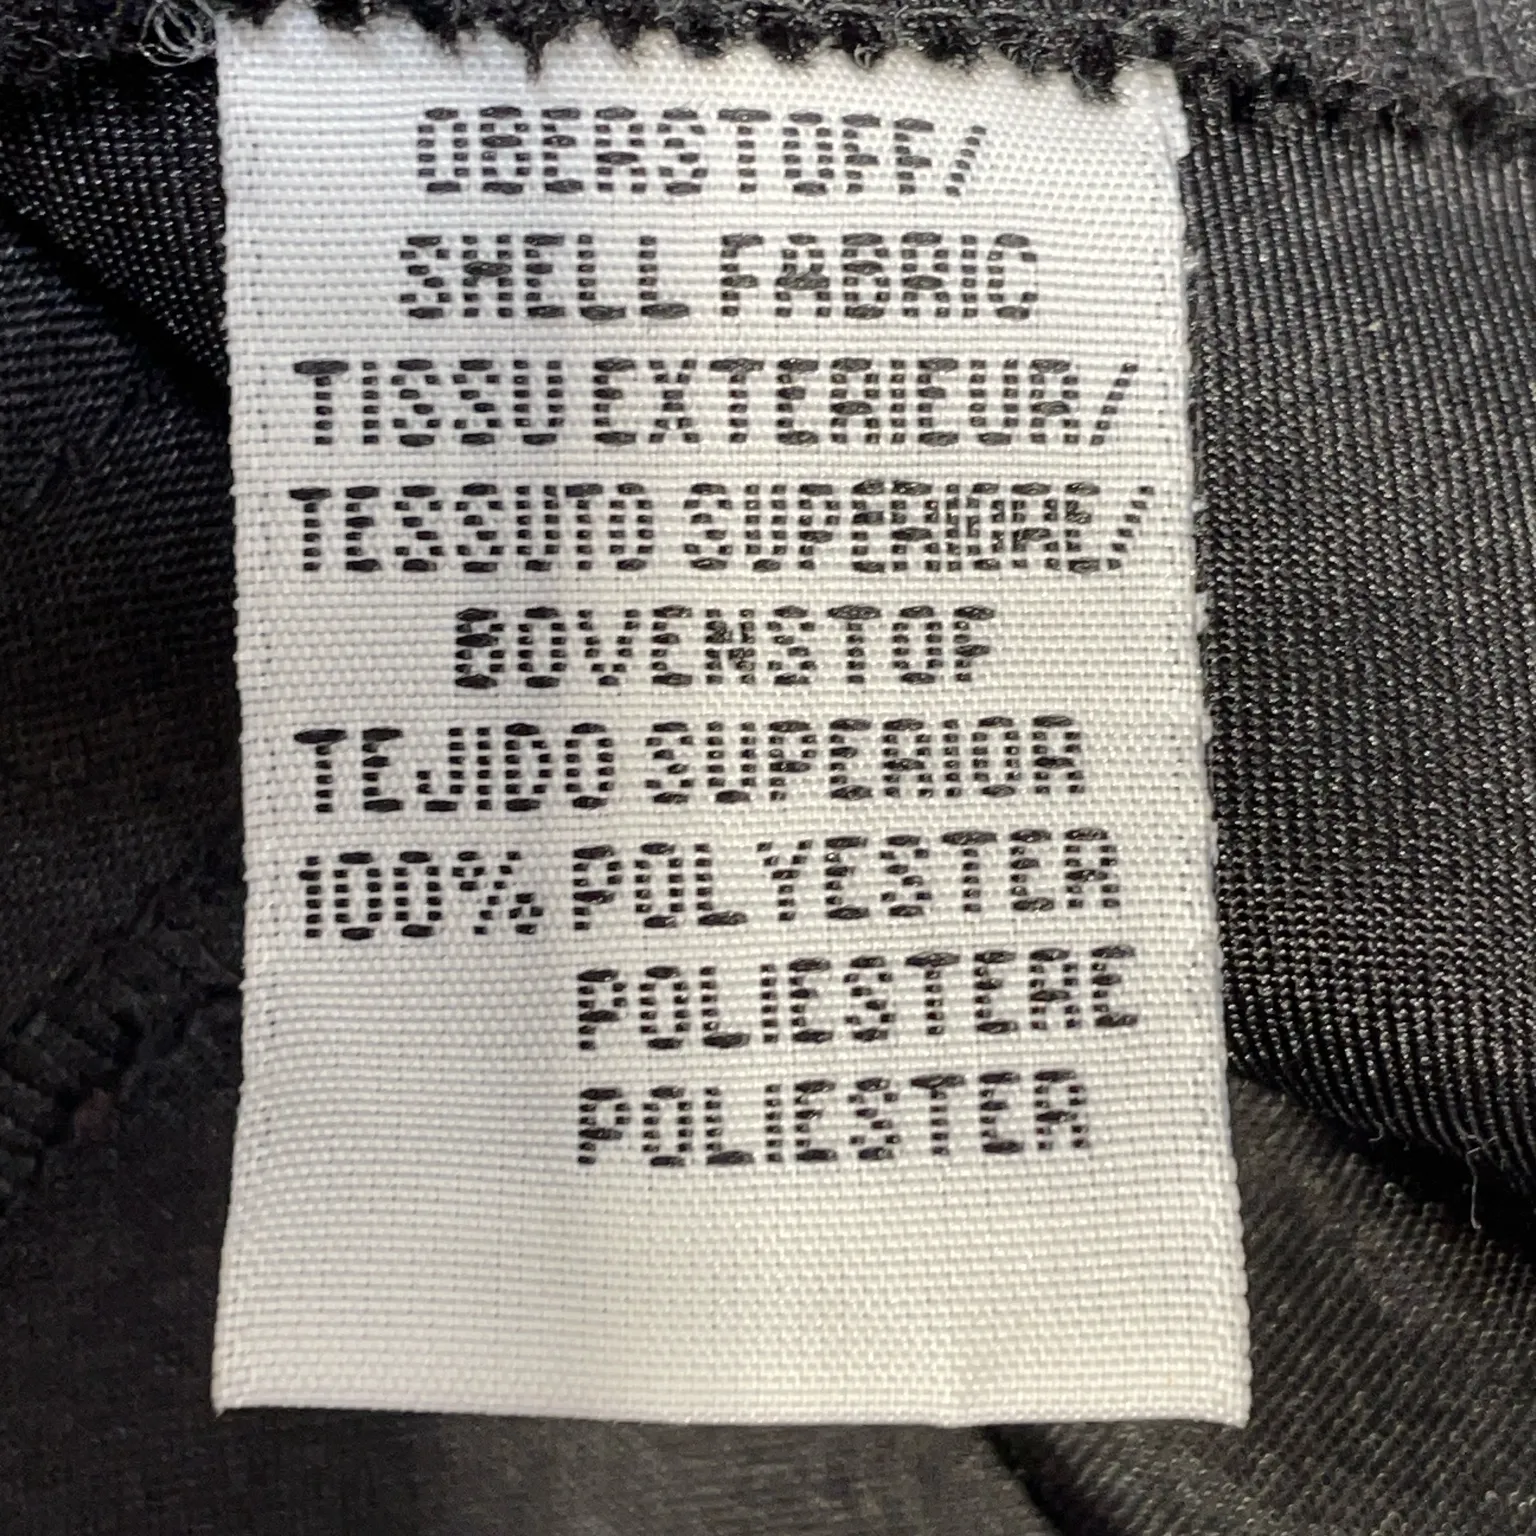 OBERSTOFF/
SHELL FABRIC
TISSU EXTERIEUR/
TESSUTO SUPERIORE/
BOVENSTOF
TEJIDO SUPERIOR
100% POLYESTER
POLIESTERE
POLIESTER